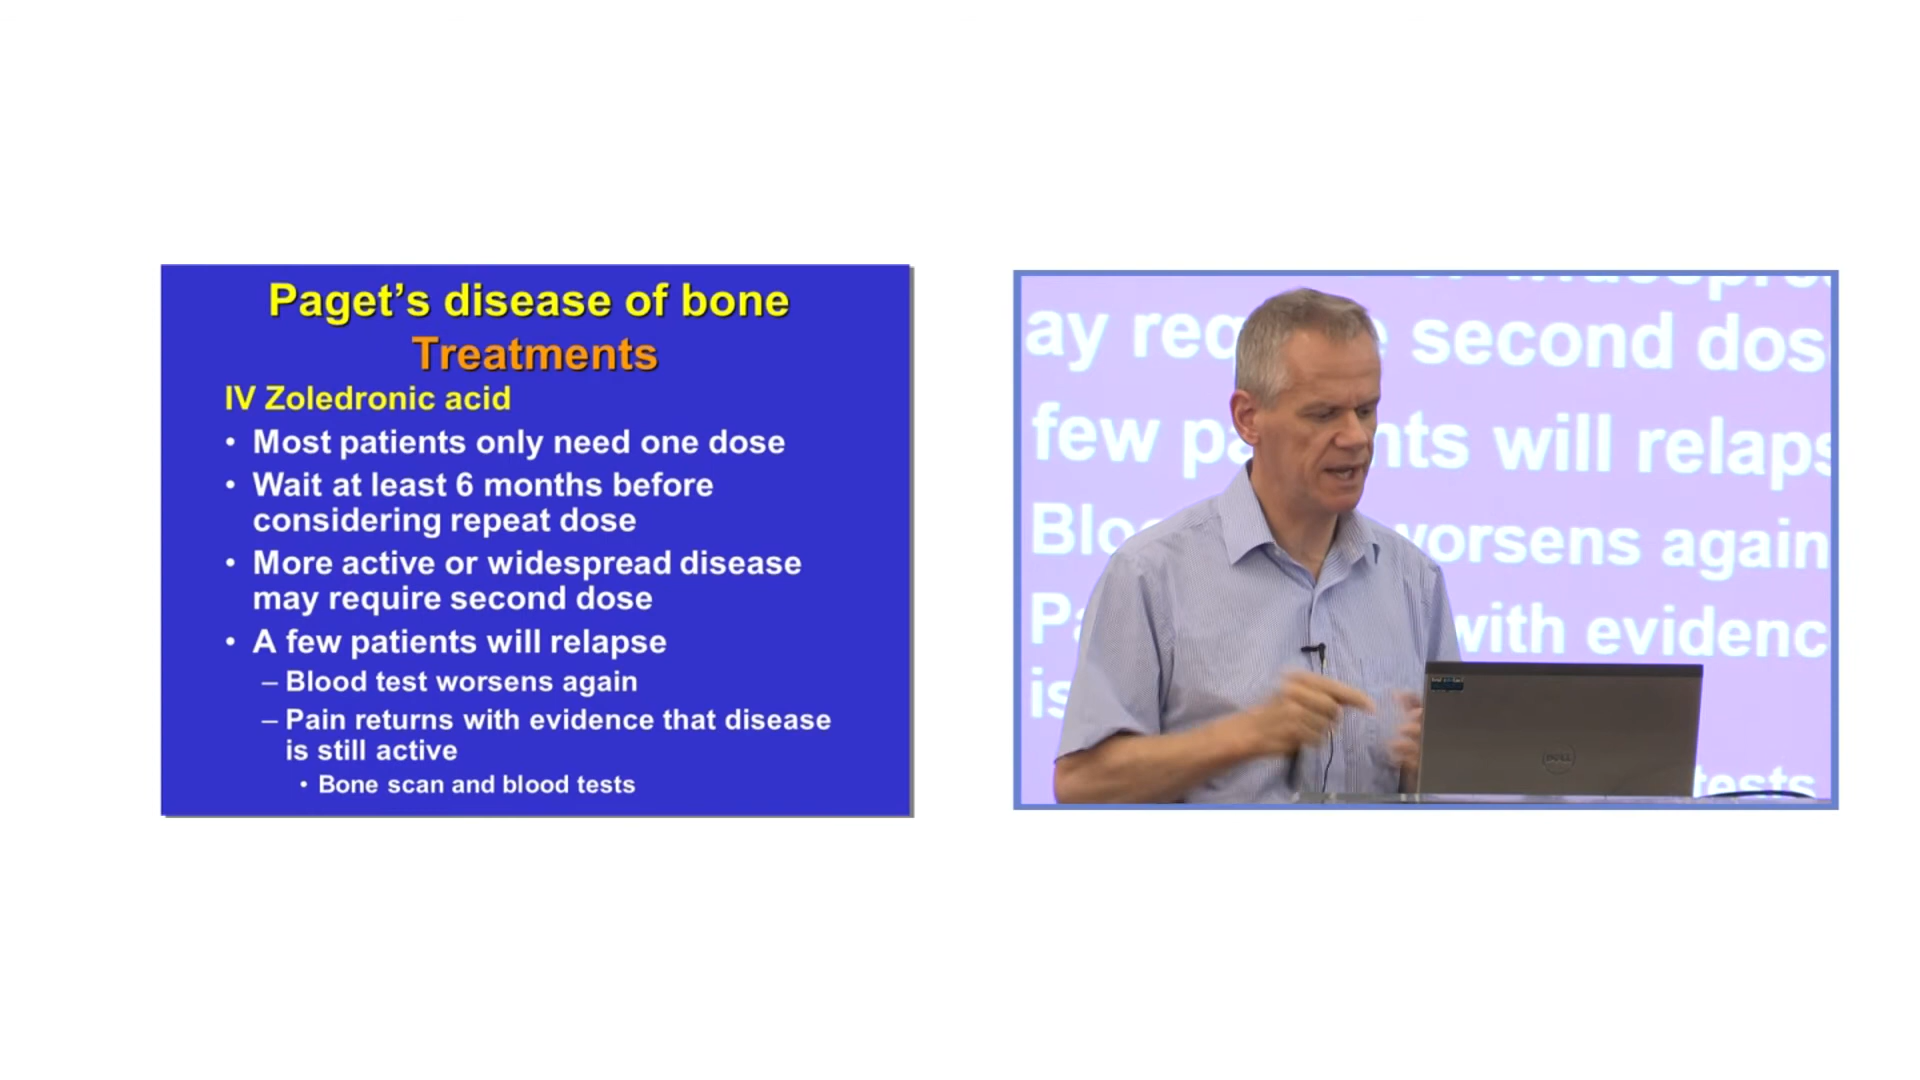 Paget’s disease of bone
Treatments
IV Zoledronic acid
• Most patients only need one dose
• Wait at least 6 months before
considering repeat dose
• More active or widespread disease
may require second dose
• A few patients will relapse
– Blood test worsens again
– Pain returns with evidence that disease
is still active
• Bone scan and blood tests
ay req e second dos
few pa nts will relaps
Blo worsens again
Pa with evidenc
is
tests
DELL